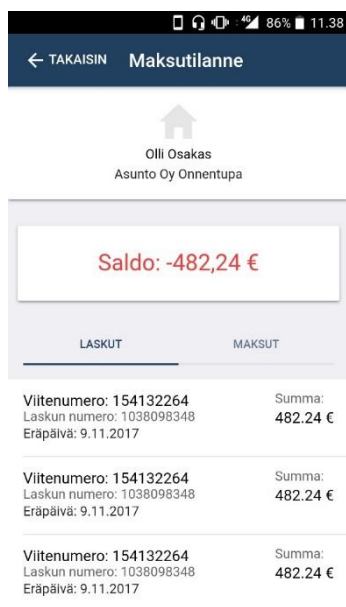 4G 86% 11.38
← TAKAISIN Maksutilanne
Olli Osakas
Asunto Oy Onnentupa
Saldo: -482,24 €
LASKUT MAKSUT
Viitenumero: 154132264 Summa:
Laskun numero: 1038098348 482.24 €
Eräpäivä: 9.11.2017
Viitenumero: 154132264 Summa:
Laskun numero: 1038098348 482.24 €
Eräpäivä: 9.11.2017
Viitenumero: 154132264 Summa:
Laskun numero: 1038098348 482.24 €
Eräpäivä: 9.11.2017